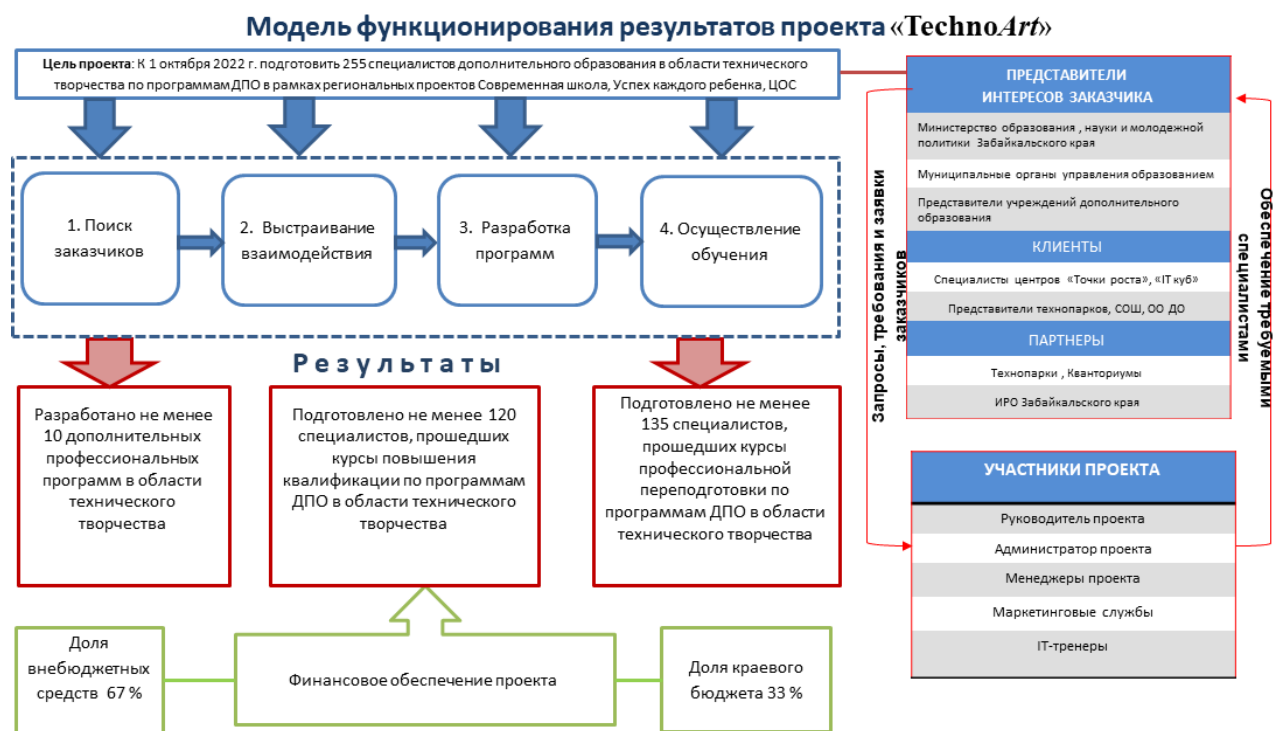 Модель функционирования результатов проекта «TechnoArt»
Цель проекта: К 1 октября 2022 г. подготовить 255 специалистов дополнительного образования в области технического
творчества по программам ДПО в рамках региональных проектов Современная школа, Успех каждого ребенка, ЦОС
1. Поиск
заказчиков
2. Выстраивание
взаимодействия
3. Разработка
программ
4. Осуществление
обучения
Результаты
Разработано не менее
10 дополнительных
профессиональных
программ в области
технического
творчества
Подготовлено не менее 120
специалистов, прошедших
курсы повышения
квалификации по программам
ДПО в области технического
творчества
Подготовлено не менее
135 специалистов,
прошедших курсы
профессиональной
переподготовки по
программам ДПО в области
технического творчества
Доля
внебюджетных
средств 67 %
Финансовое обеспечение проекта
Доля краевого
бюджета 33 %
Запросы, требования и заявки
заказчиков
ПРЕДСТАВИТЕЛИ
ИНТЕРЕСОВ ЗАКАЗЧИКА
Министерство образования , науки и молодежной
политики Забайкальского края
Муниципальные органы управления образованием
Представители учреждений дополнительного
образования
КЛИЕНТЫ
Специалисты центров «Точки роста», «IT куб»
Представители технопарков, СОШ, ОО ДО
ПАРТНЕРЫ
Технопарки , Кванториумы
ИРО Забайкальского края
Обеспечение требуемыми
специалистами
УЧАСТНИКИ ПРОЕКТА
Руководитель проекта
Администратор проекта
Менеджеры проекта
Маркетинговые службы
IT-тренеры